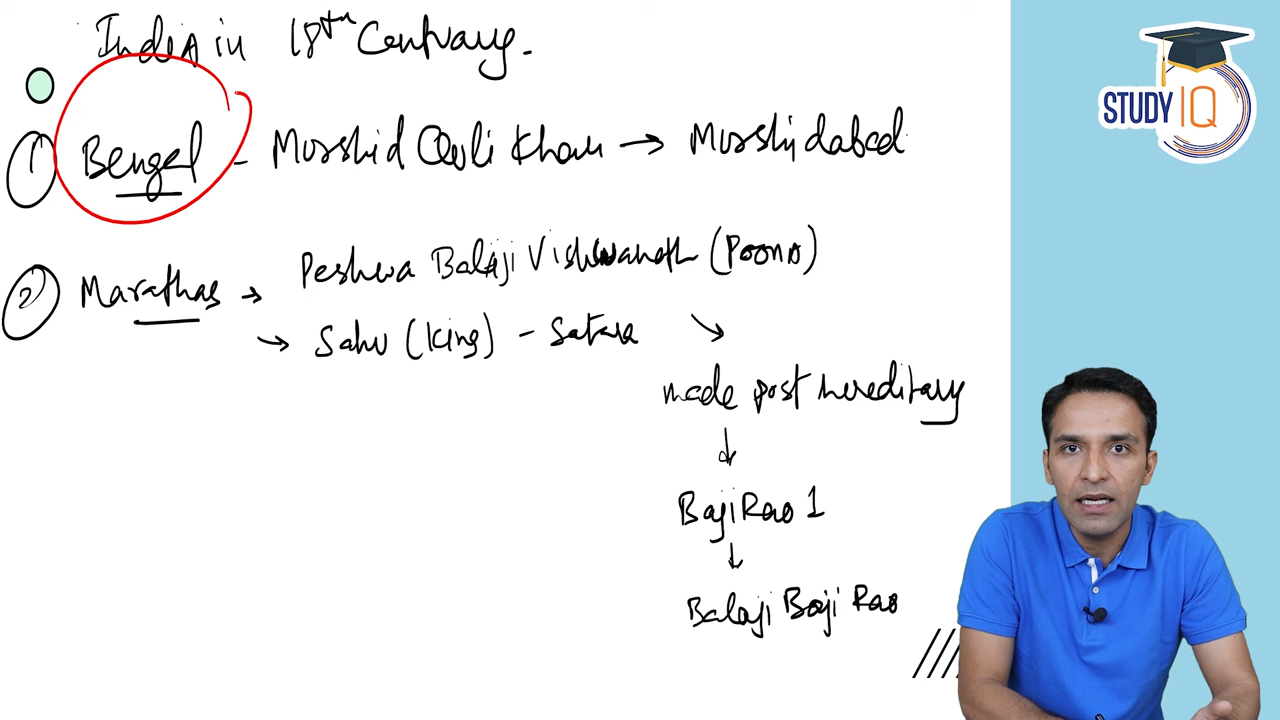 India in 18th Century.
① Bengal - Murshid Quli Khan → Murshidabad
② Marathas → Peshwa Balaji Vishwanath (Poona)
→ Sahu (King) - Satara
made post hereditary
↓
Baji Rao 1
↓
Balaji Baji Rao
STUDY IQ